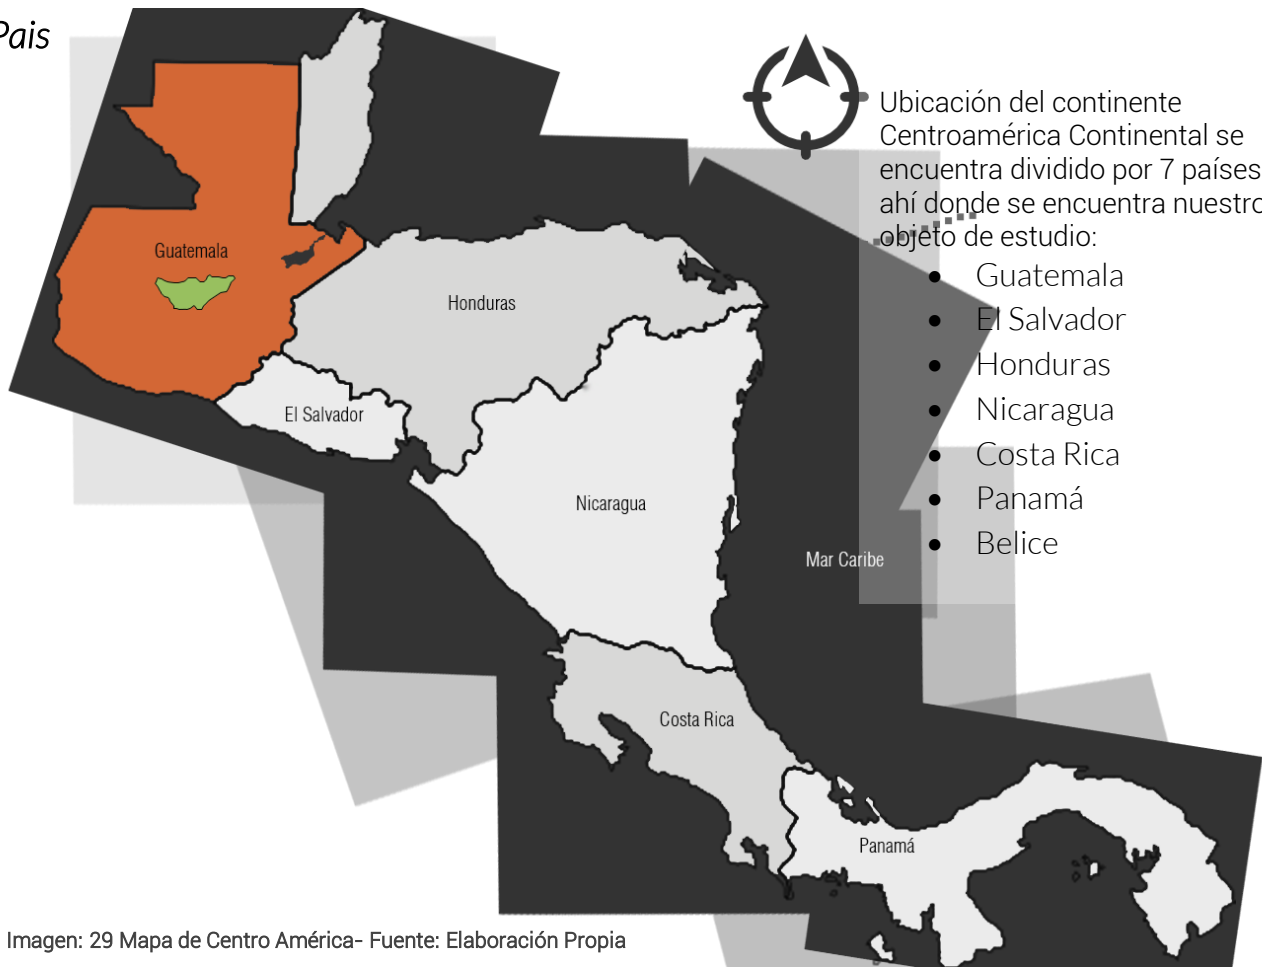 Pais
Ubicación del continente
Centroamérica Continental se
encuentra dividido por 7 países
ahí donde se encuentra nuestro
objeto de estudio:
• Guatemala
• El Salvador
• Honduras
• Nicaragua
• Costa Rica
• Panamá
• Belice
Guatemala
Honduras
El Salvador
Nicaragua
Mar Caribe
Costa Rica
Panamá
Imagen: 29 Mapa de Centro América- Fuente: Elaboración Propia